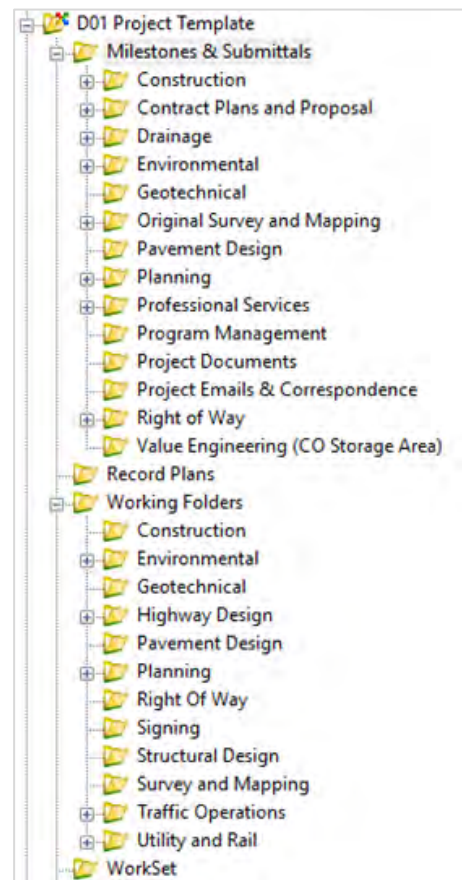 D01 Project Template
Milestones & Submittals
Construction
Contract Plans and Proposal
Drainage
Environmental
Geotechnical
Original Survey and Mapping
Pavement Design
Planning
Professional Services
Program Management
Project Documents
Project Emails & Correspondence
Right of Way
Value Engineering (CO Storage Area)
Record Plans
Working Folders
Construction
Environmental
Geotechnical
Highway Design
Pavement Design
Planning
Right Of Way
Signing
Structural Design
Survey and Mapping
Traffic Operations
Utility and Rail
WorkSet